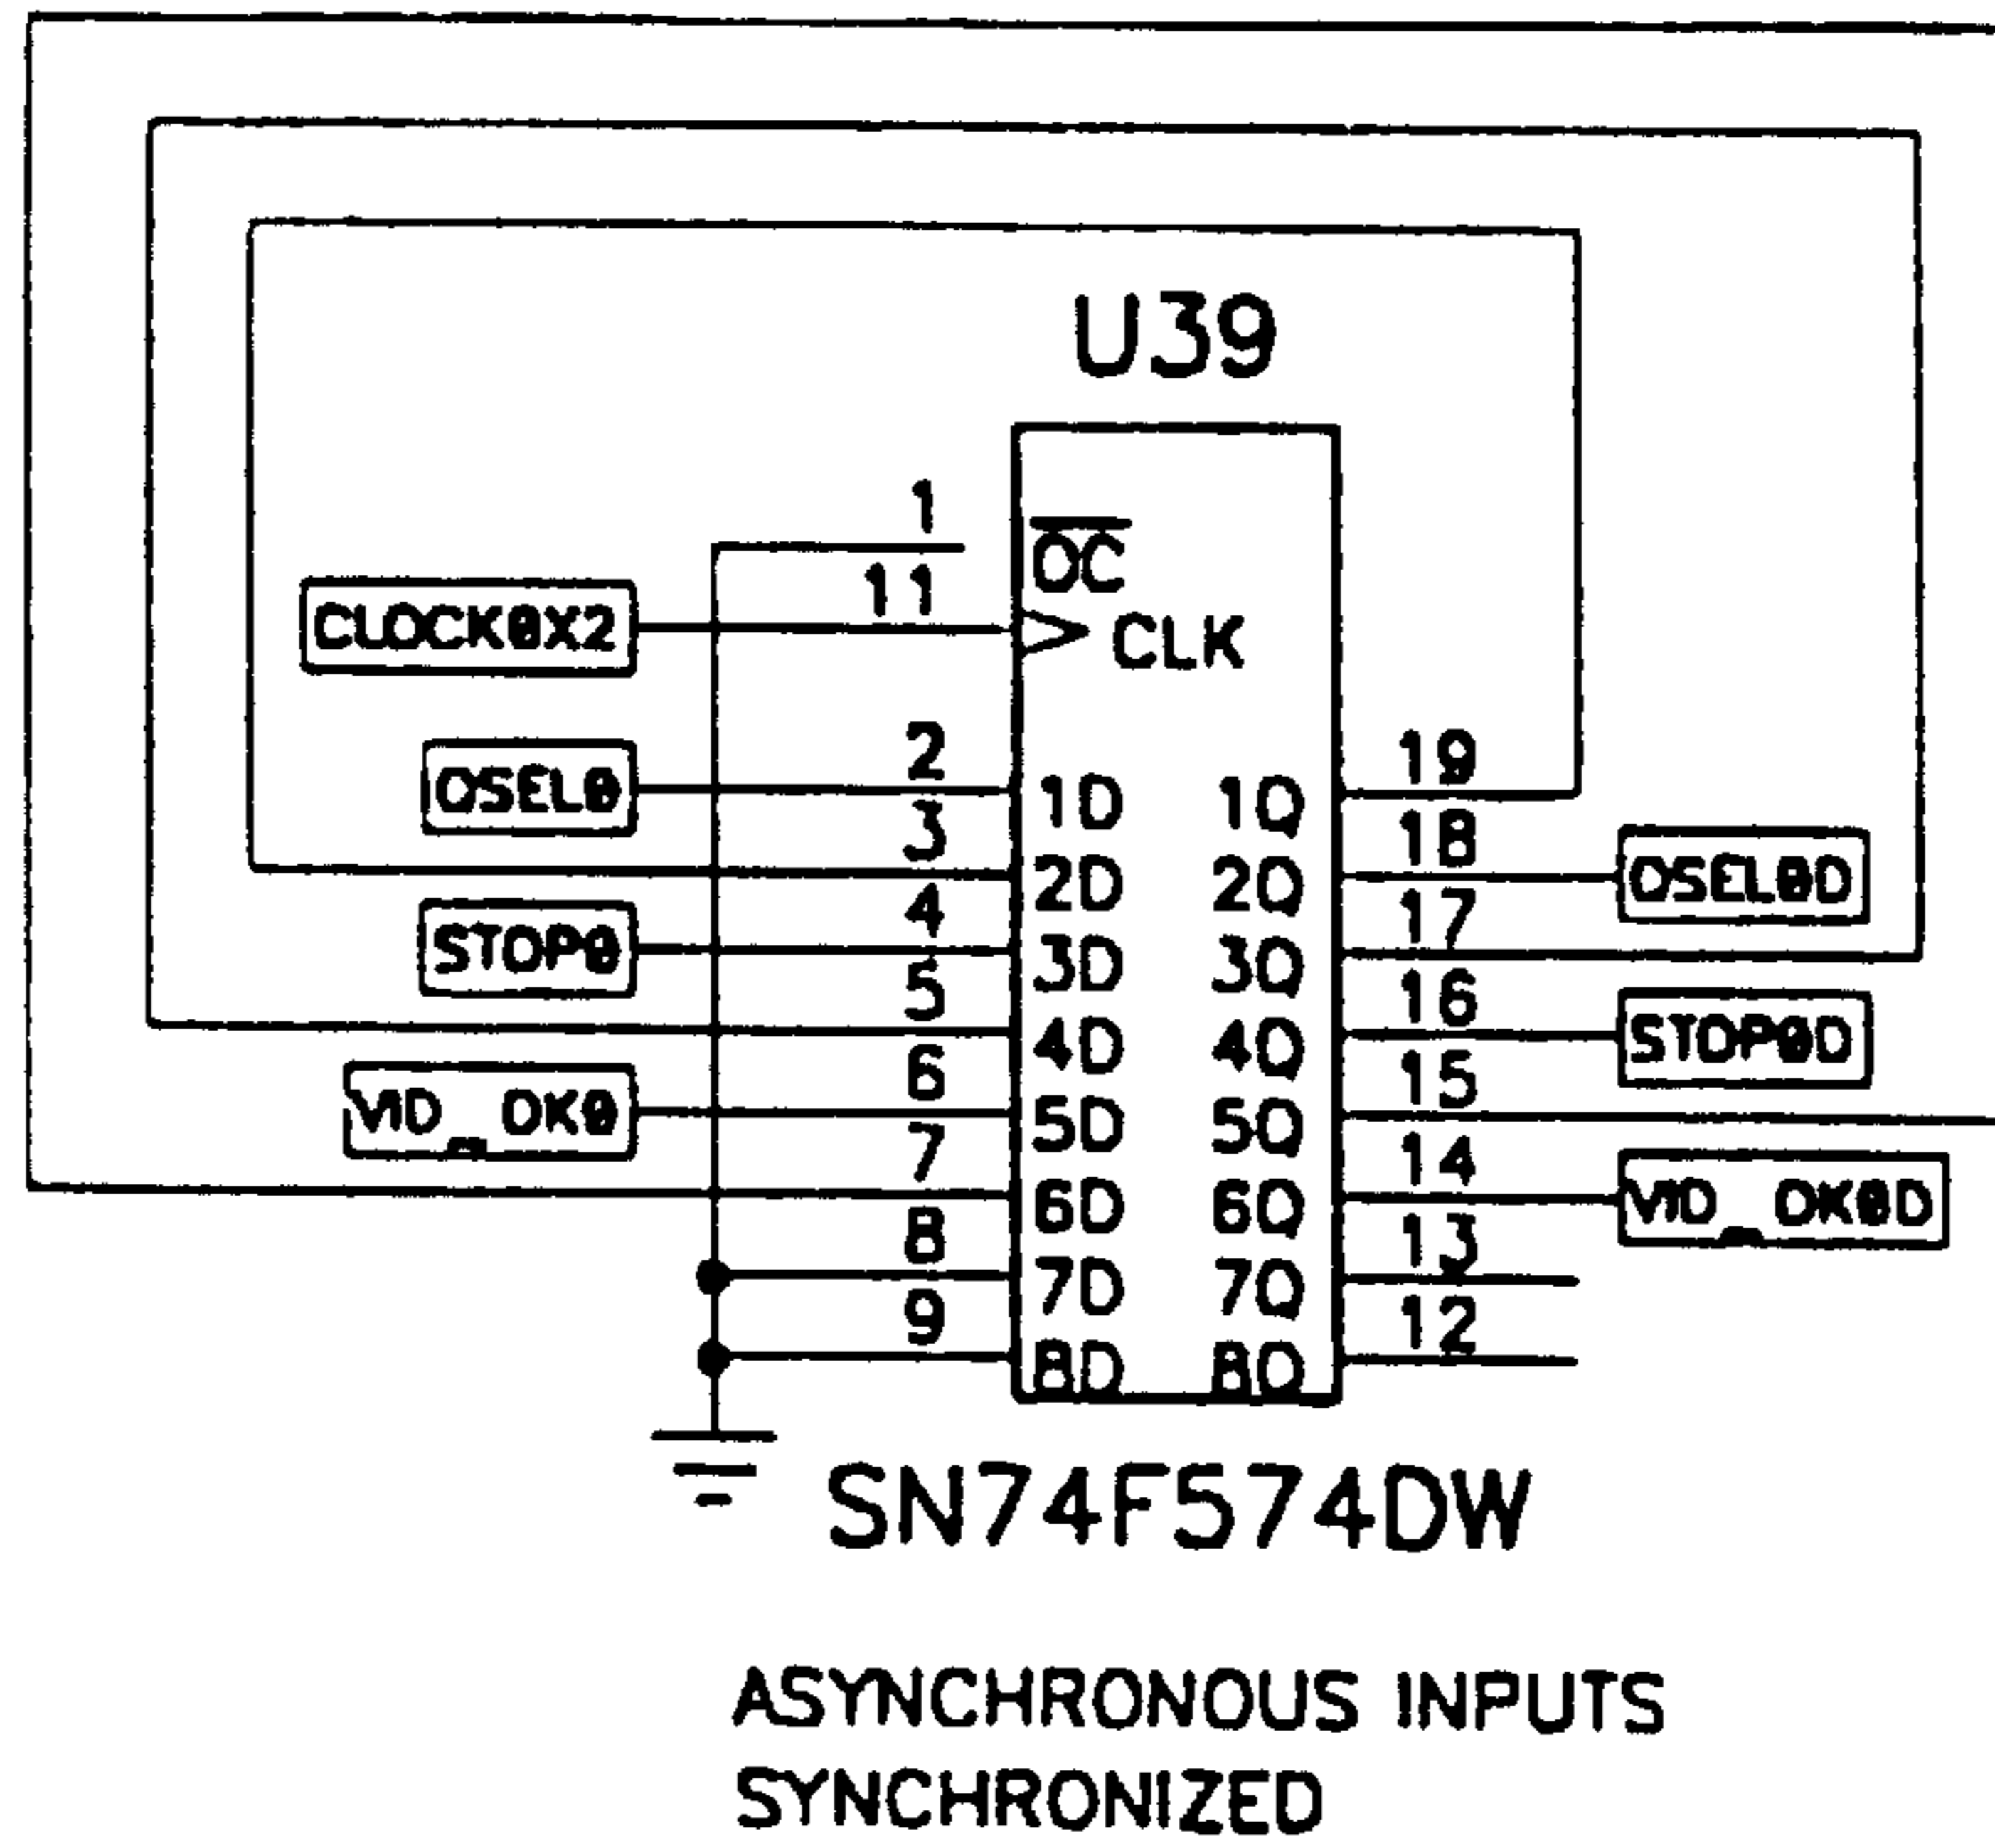 U39
1
OC
11
CLOCK0X2
CLK
OSEL0
2
1D
1Q
19
3
2D
2Q
18
OSEL0D
STOP0
4
3D
3Q
17
5
4D
4Q
16
STOP0D
VID_OK0
6
5D
5Q
15
7
6D
6Q
14
VID_OK0D
8
7D
7Q
13
9
8D
8Q
12
SN74F574DW
ASYNCHRONOUS INPUTS
SYNCHRONIZED